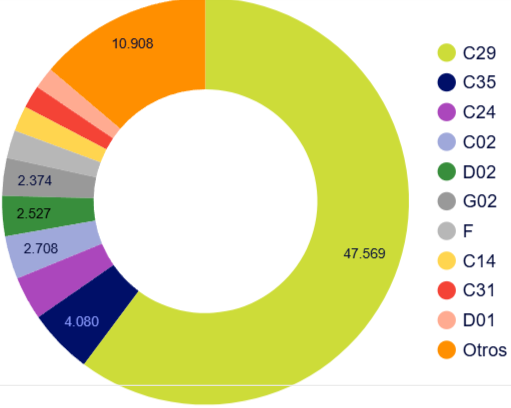 10.908
2.374
2.527
2.708
4.080
47.569
C29
C35
C24
C02
D02
G02
F
C14
C31
D01
Otros